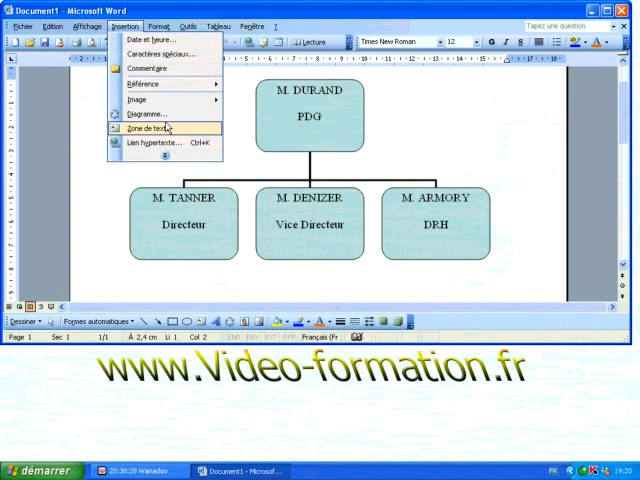 Document1 - Microsoft Word
Fichier Edition Affichage Insertion Format Outils Tableau Fenêtre ?
Tapez une question
Lecture Times New Roman 12 G I S
Date et heure...
Caractères spéciaux...
Commentaire
Référence
Image
Diagramme...
Zone de texte
Lien hypertexte... Ctrl+K
M. DURAND
PDG
M. TANNER
Directeur
M. DENIZER
Vice Directeur
M. ARMORY
DRH
Dessiner Formes automatiques
Page 1 Sec 1 1/1 À 2,4 cm Li 1 Col 2 ENR REV EXT RFP Français (Fr
www.Video-formation.fr
démarrer 20:38:28 Wanadoo Document1 - Microsof... FR 19:20